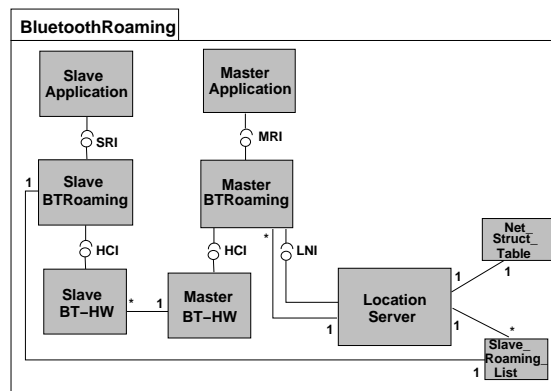 BluetoothRoaming
Slave
Application
Master
Application
SRI
MRI
1
Slave
BTRoaming
Master
BTRoaming
HCI
HCI
*
LNI
Net_
Struct_
Table
Slave
BT-HW
*
1
Master
BT-HW
1
Location
Server
1
1
1
*
Slave_
Roaming_
List
1